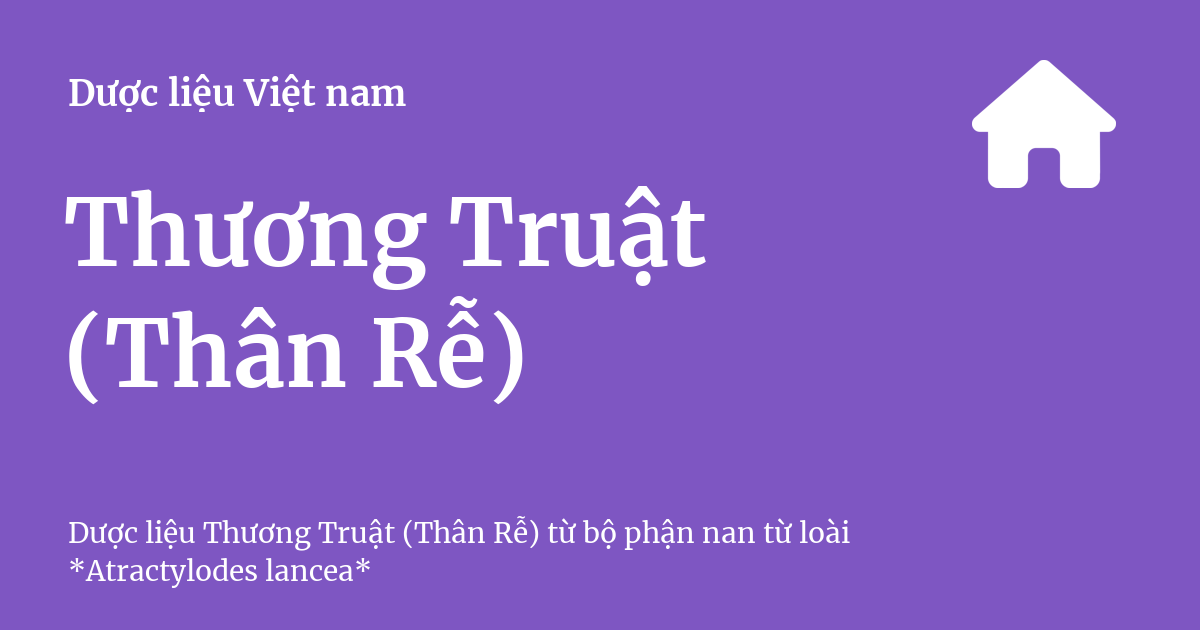 Dược liệu Việt nam
Thương Truật
(Thân Rễ)
Dược liệu Thương Truật (Thân Rễ) từ bộ phận nan từ loài
*Atractylodes lancea*